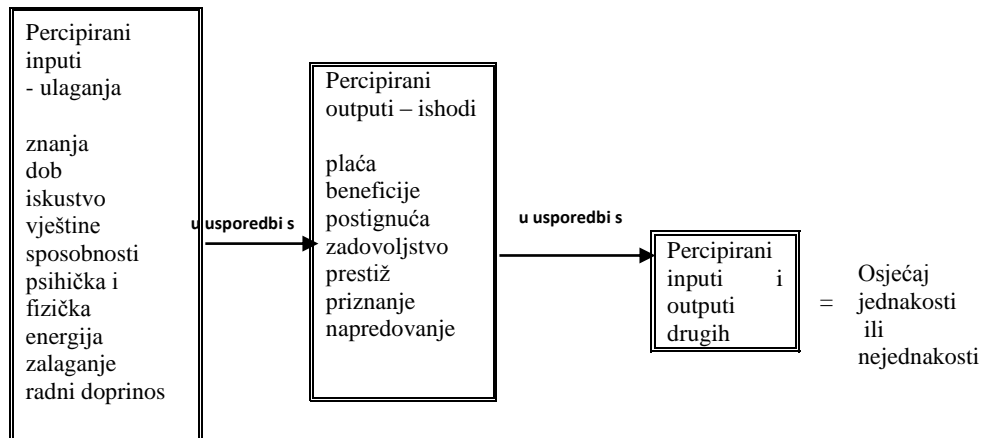 Percipirani
inputi
- ulaganja
znanja
dob
iskustvo
vještine
sposobnosti
psihička i
fizička
energija
zalaganje
radni doprinos
u usporedbi s
Percipirani
outputi – ishodi
plaća
beneficije
postignuća
zadovoljstvo
prestiž
priznanje
napredovanje
u usporedbi s
Percipirani
inputi i
outputi
drugih
=
Osjećaj
jednakosti
ili
nejednakosti